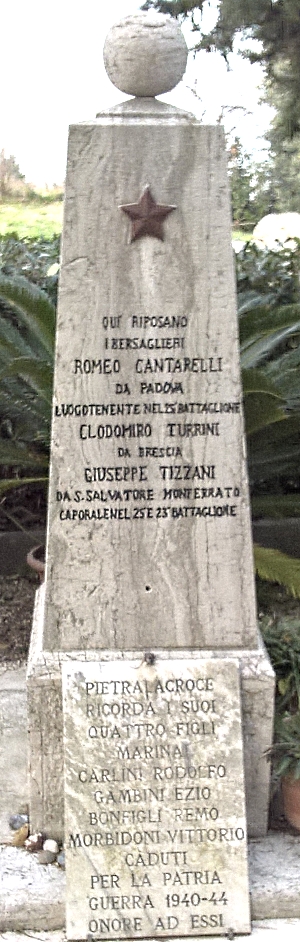 QUÍ RIPOSANO
I BERSAGLIERI
ROMEO CANTARELLI
DA PADOVA
LUOGOTENENTE NEL 25° BATTAGLIONE
CLODOMIRO TURRINI
DA BRESCIA
GIUSEPPE TIZZANI
DA S. SALVATORE MONFERRATO
CAPORALE NEL 25° E 23° BATTAGLIONE
PIETRALACROCE
RICORDA I SUOI
QUATTRO FIGLI
MARINAI
CARLINI RODOLFO
GAMBINI EZIO
BONFIGLI REMO
MORBIDONI VITTORIO
CADUTI
PER LA PATRIA
GUERRA 1940-44
ONORE AD ESSI